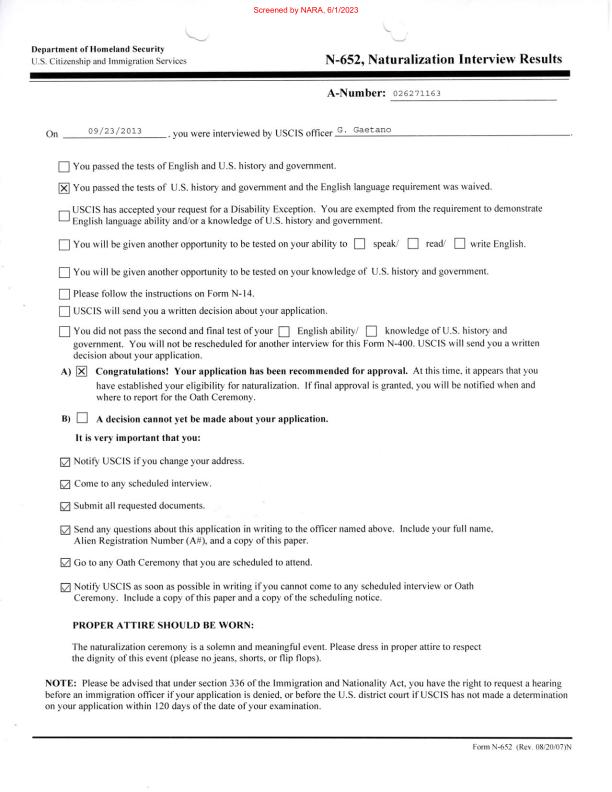 Screened by NARA, 6/1/2023
Department of Homeland Security
U.S. Citizenship and Immigration Services
N-652, Naturalization Interview Results
A-Number: 026271163
On 09/23/2013 , you were interviewed by USCIS officer G. Gaetano .
You passed the tests of English and U.S. history and government.
You passed the tests of U.S. history and government and the English language requirement was waived.
USCIS has accepted your request for a Disability Exception. You are exempted from the requirement to demonstrate
English language ability and/or a knowledge of U.S. history and government.
You will be given another opportunity to be tested on your ability to speak/ read/ write English.
You will be given another opportunity to be tested on your knowledge of U.S. history and government.
Please follow the instructions on Form N-14.
USCIS will send you a written decision about your application.
You did not pass the second and final test of your English ability/ knowledge of U.S. history and
government. You will not be rescheduled for another interview for this Form N-400. USCIS will send you a written
decision about your application.
A) Congratulations! Your application has been recommended for approval. At this time, it appears that you
have established your eligibility for naturalization. If final approval is granted, you will be notified when and
where to report for the Oath Ceremony.
B) A decision cannot yet be made about your application.
It is very important that you:
Notify USCIS if you change your address.
Come to any scheduled interview.
Submit all requested documents.
Send any questions about this application in writing to the officer named above. Include your full name,
Alien Registration Number (A#), and a copy of this paper.
Go to any Oath Ceremony that you are scheduled to attend.
Notify USCIS as soon as possible in writing if you cannot come to any scheduled interview or Oath
Ceremony. Include a copy of this paper and a copy of the scheduling notice.
PROPER ATTIRE SHOULD BE WORN:
The naturalization ceremony is a solemn and meaningful event. Please dress in proper attire to respect
the dignity of this event (please no jeans, shorts, or flip flops).
NOTE: Please be advised that under section 336 of the Immigration and Nationality Act, you have the right to request a hearing
before an immigration officer if your application is denied, or before the U.S. district court if USCIS has not made a determination
on your application within 120 days of the date of your examination.
Form N-652 (Rev. 08/20/07)N